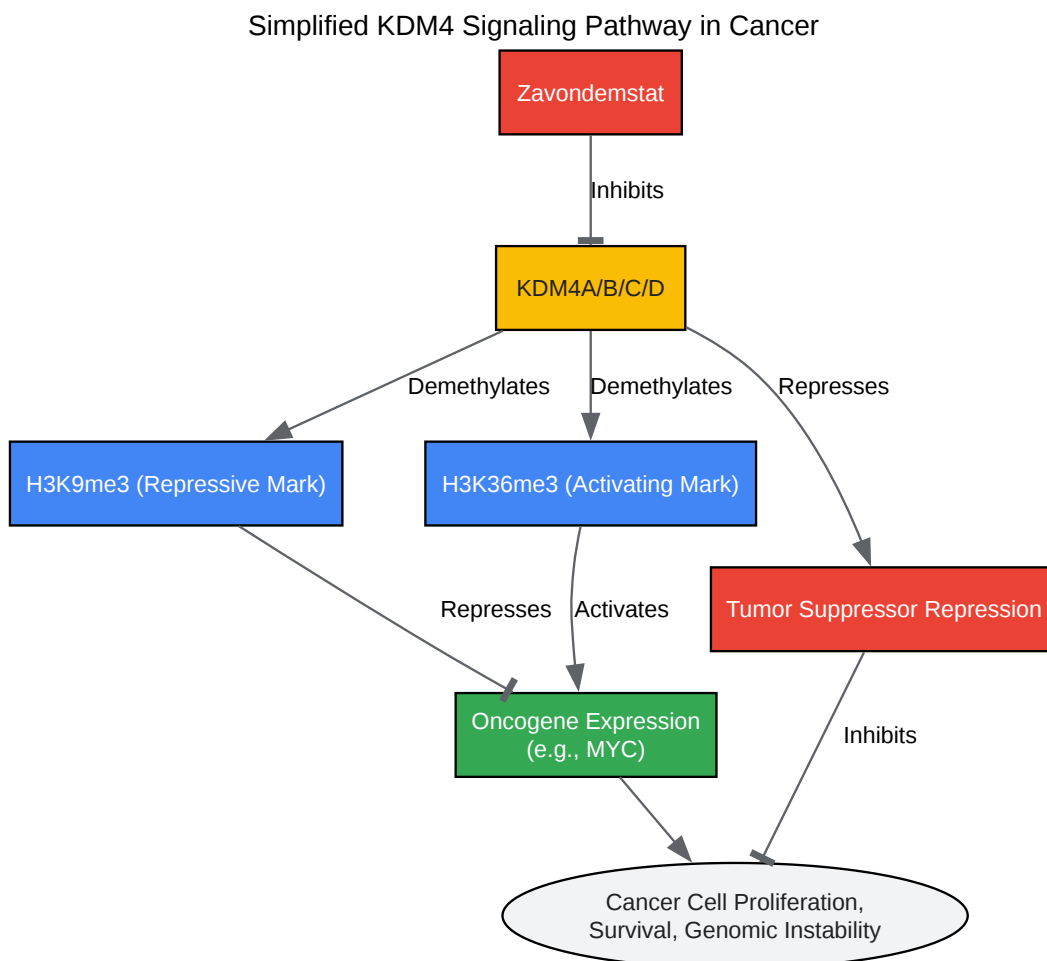 Simplified KDM4 Signaling Pathway in Cancer
Zavondemstat
Inhibits
KDM4A/B/C/D
Demethylates
Demethylates
Represses
H3K9me3 (Repressive Mark)
H3K36me3 (Activating Mark)
Represses
Activates
Tumor Suppressor Repression
Oncogene Expression
(e.g., MYC)
Inhibits
Cancer Cell Proliferation,
Survival, Genomic Instability